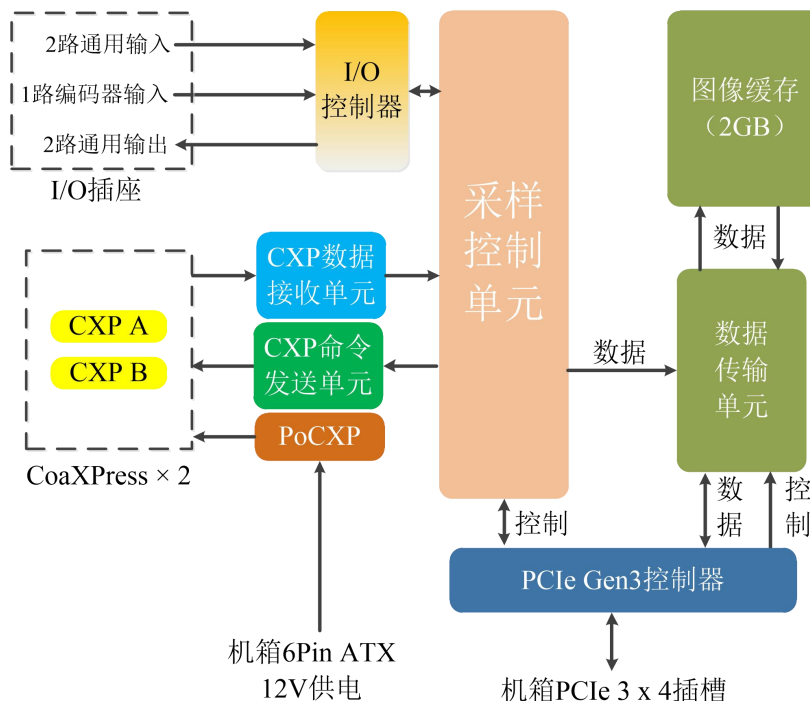 2路通用输入
1路编码器输入
2路通用输出
I/O插座
I/O
控制器
采样
控制
单元
图像缓存
（2GB）
数据
CXP数据
接收单元
CXP A
CXP B
CXP命令
发送单元
PoCXP
CoaXPress × 2
数据
数据
传输
单元
控制
数
据
控
制
PCIe Gen3控制器
机箱6Pin ATX
12V供电
机箱PCIe 3 x 4插槽